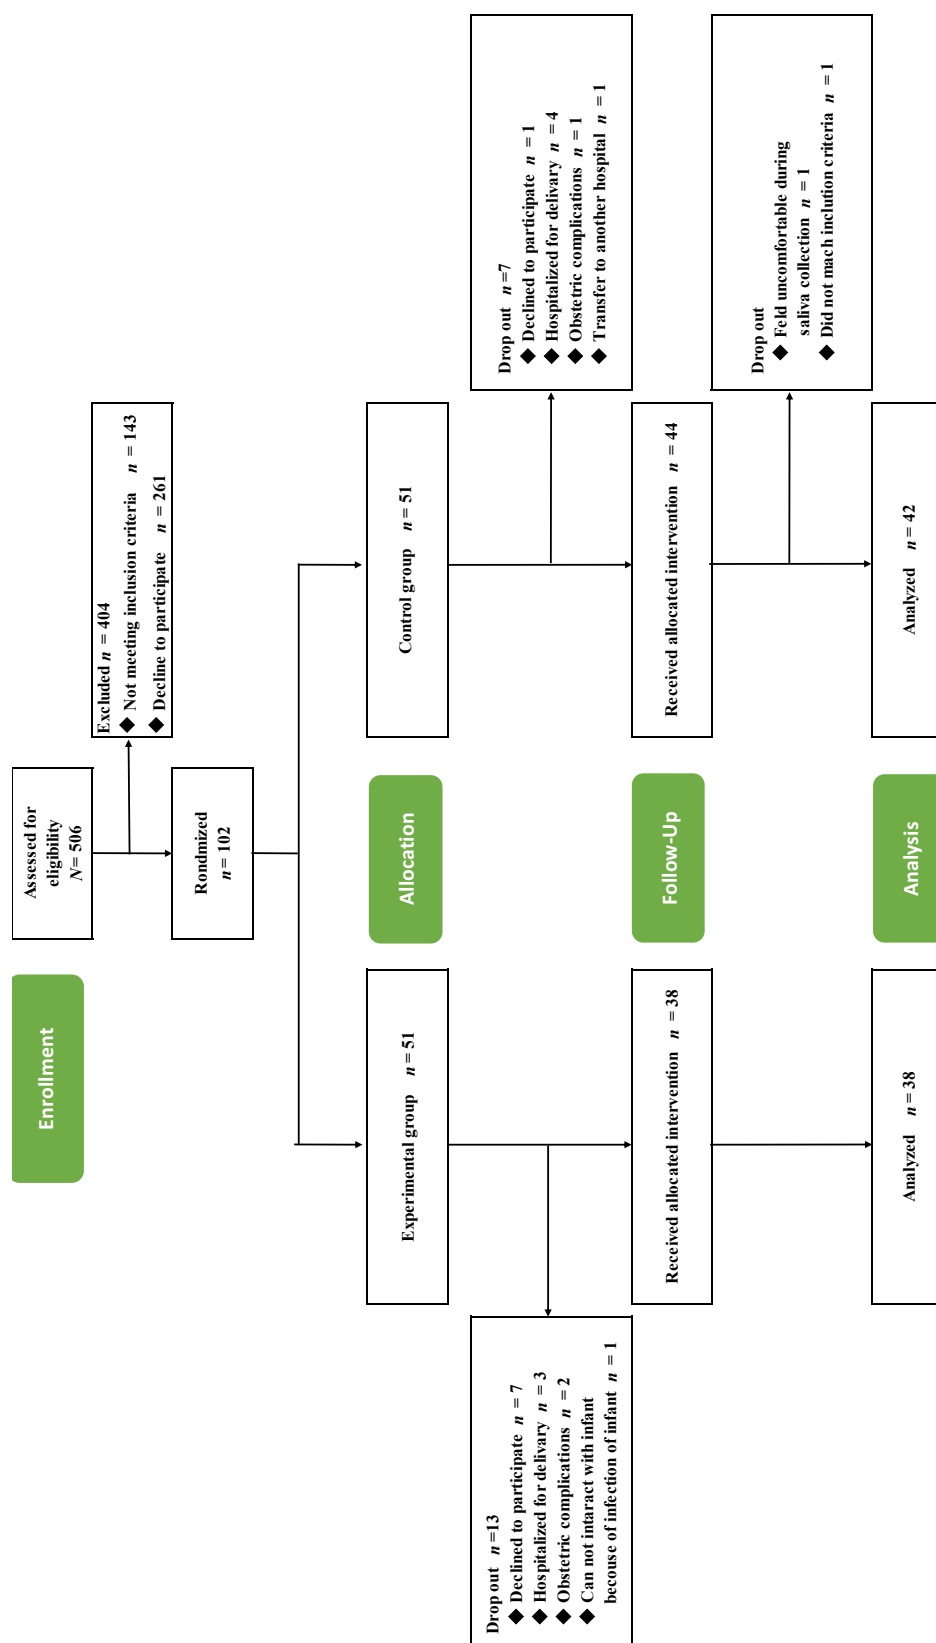 Enrollment
Assessed for
eligibility
N= 506
Excluded n = 404
◆ Not meeting inclusion criteria n = 143
◆ Decline to participate n = 261
Rondmized
n = 102
Allocation
Experimental group n = 51
Control group n = 51
Drop out n =13
◆ Declined to participate n = 7
◆ Hospitalized for delivary n = 3
◆ Obstetric complications n = 2
◆ Can not intaract with infant
becouse of infection of infant n = 1
Drop out n =7
◆ Declined to participate n = 1
◆ Hospitalized for delivary n = 4
◆ Obstetric complications n = 1
◆ Transfer to another hospital n = 1
Follow-Up
Received allocated intervention n = 38
Received allocated intervention n = 44
Drop out
◆ Feld uncomfortable during
saliva collection n = 1
◆ Did not mach inclution criteria n = 1
Analysis
Analyzed n = 38
Analyzed n = 42